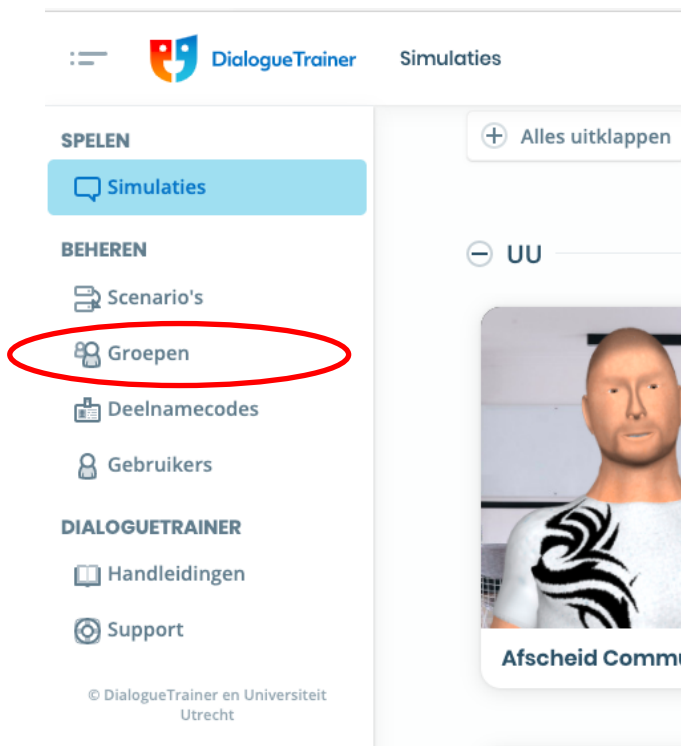 DialogueTrainer
Simulaties
SPELEN
Simulaties
BEHEREN
Scenario's
Groepen
Deelnamecodes
Gebruikers
DIALOGUETRAINER
Handleidingen
Support
© DialogueTrainer en Universiteit
Utrecht
Alles uitklappen
UU
Afscheid